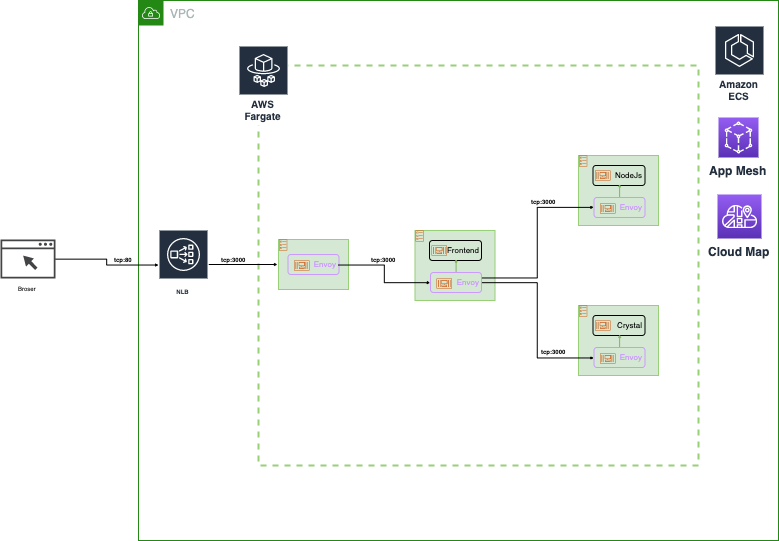 VPC
AWS
Fargate
Amazon
ECS
App Mesh
Cloud Map
NodeJs
Envoy
tcp:3000
Broser
tcp:80
NLB
tcp:3000
Envoy
tcp:3000
Frontend
Envoy
Crystal
Envoy
tcp:3000